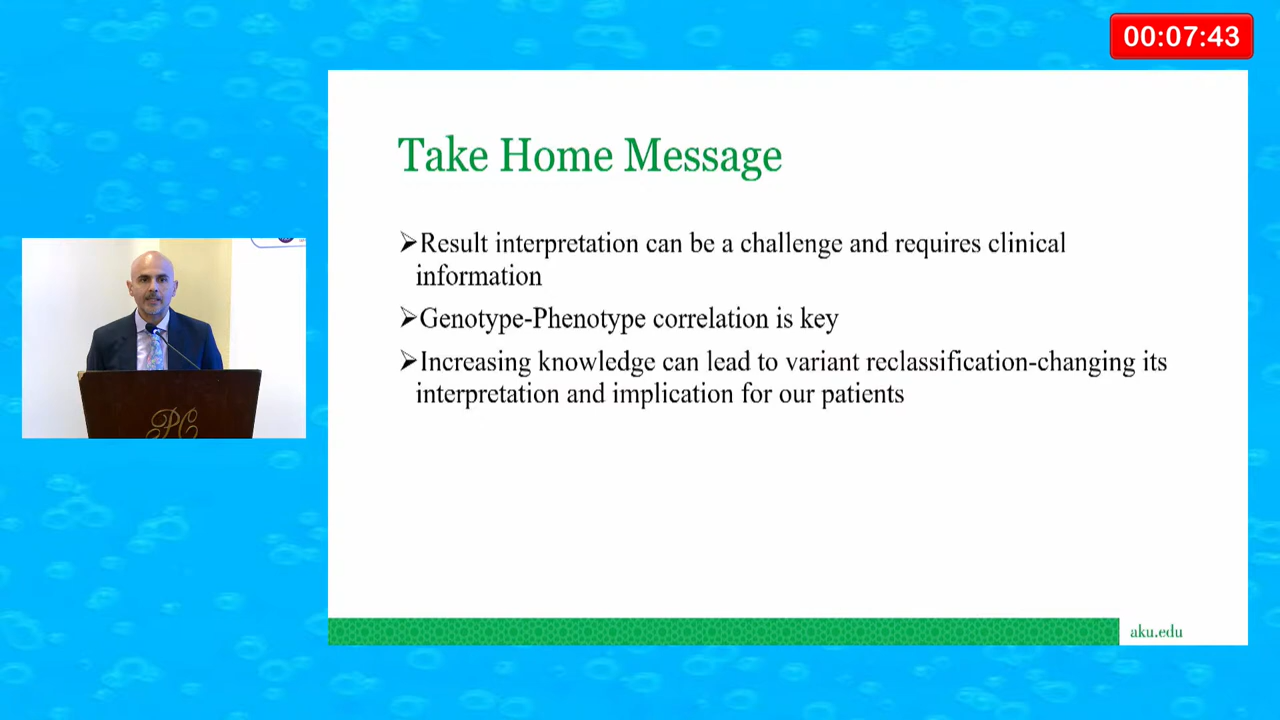 00:07:43
Take Home Message
➢Result interpretation can be a challenge and requires clinical
information
➢Genotype-Phenotype correlation is key
➢Increasing knowledge can lead to variant reclassification-changing its
interpretation and implication for our patients
PC
aku.edu